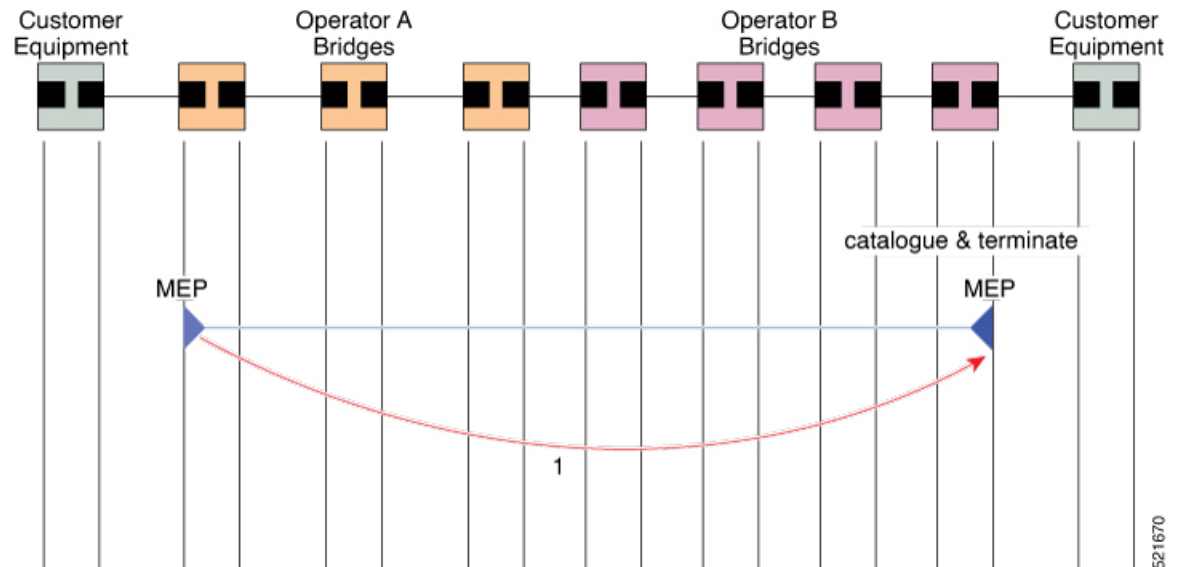 Customer
Equipment
Operator A
Bridges
Operator B
Bridges
Customer
Equipment
catalogue & terminate
MEP
MEP
1
521670